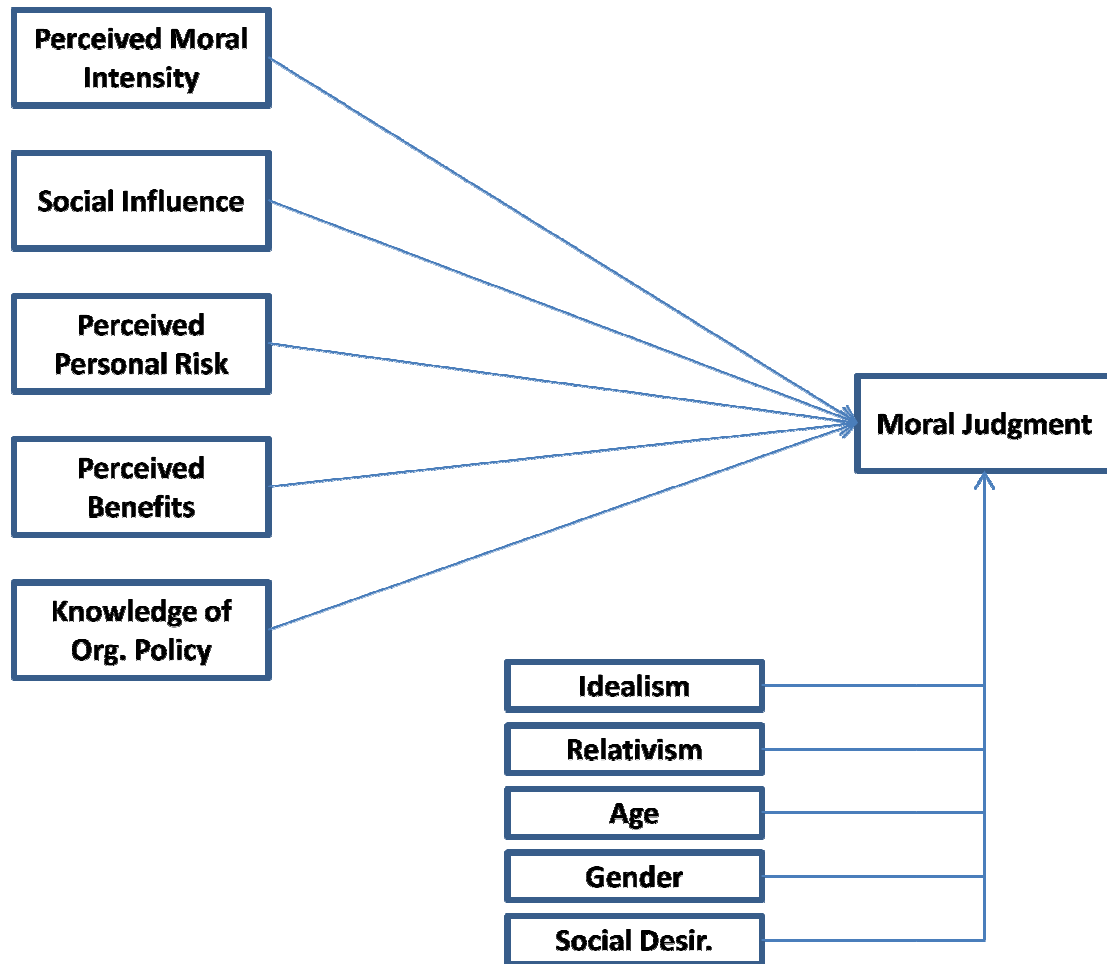 Perceived Moral
Intensity
Social Influence
Perceived
Personal Risk
Perceived
Benefits
Knowledge of
Org. Policy
Moral Judgment
Idealism
Relativism
Age
Gender
Social Desir.